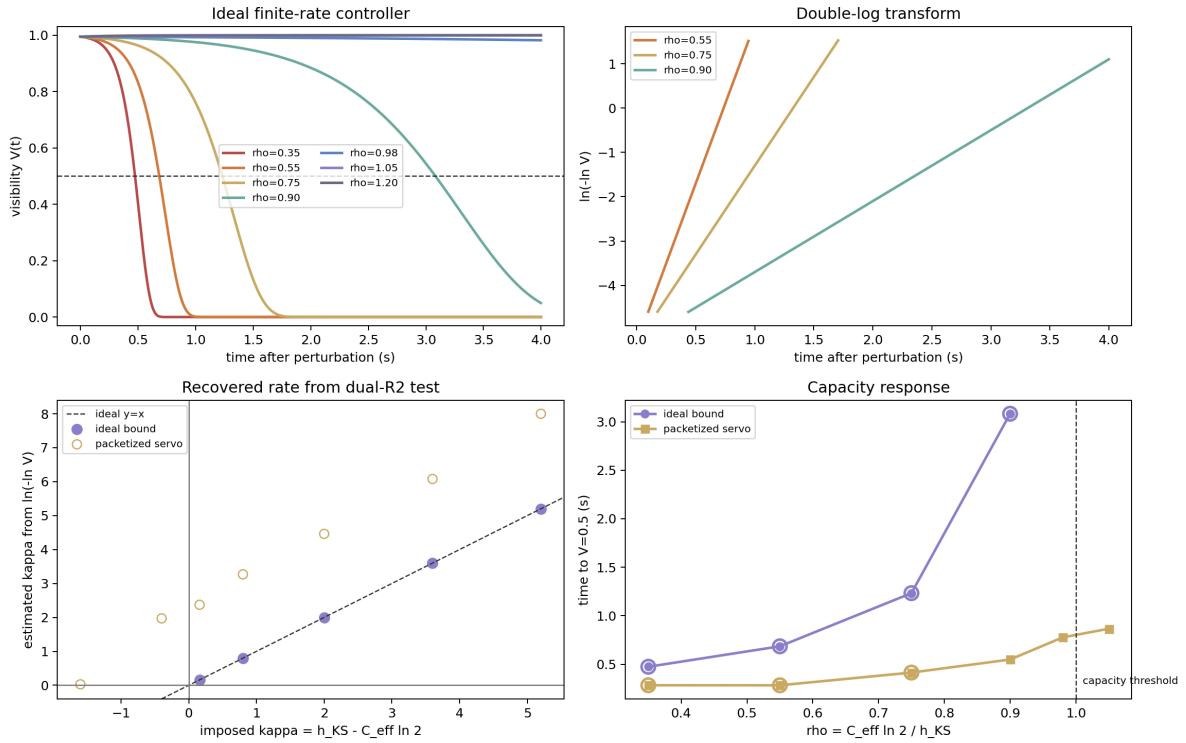 Ideal finite-rate controller
visibility V(t)
1.0
0.8
0.6
0.4
0.2
0.0
rho=0.35
rho=0.55
rho=0.75
rho=0.90
rho=0.98
rho=1.05
rho=1.20
0.0 0.5 1.0 1.5 2.0 2.5 3.0 3.5 4.0
time after perturbation (s)
Double-log transform
ln(-ln V)
1
0
−1
−2
−3
−4
rho=0.55
rho=0.75
rho=0.90
0.0 0.5 1.0 1.5 2.0 2.5 3.0 3.5 4.0
time after perturbation (s)
Recovered rate from dual-R2 test
estimated kappa from ln(-ln V)
8
7
6
5
4
3
2
1
0
ideal y=x
ideal bound
packetized servo
−1 0 1 2 3 4 5
imposed kappa = h_KS - C_eff ln 2
Capacity response
time to V=0.5 (s)
3.0
2.5
2.0
1.5
1.0
0.5
ideal bound
packetized servo
capacity threshold
0.4 0.5 0.6 0.7 0.8 0.9 1.0
rho = C_eff ln 2 / h_KS